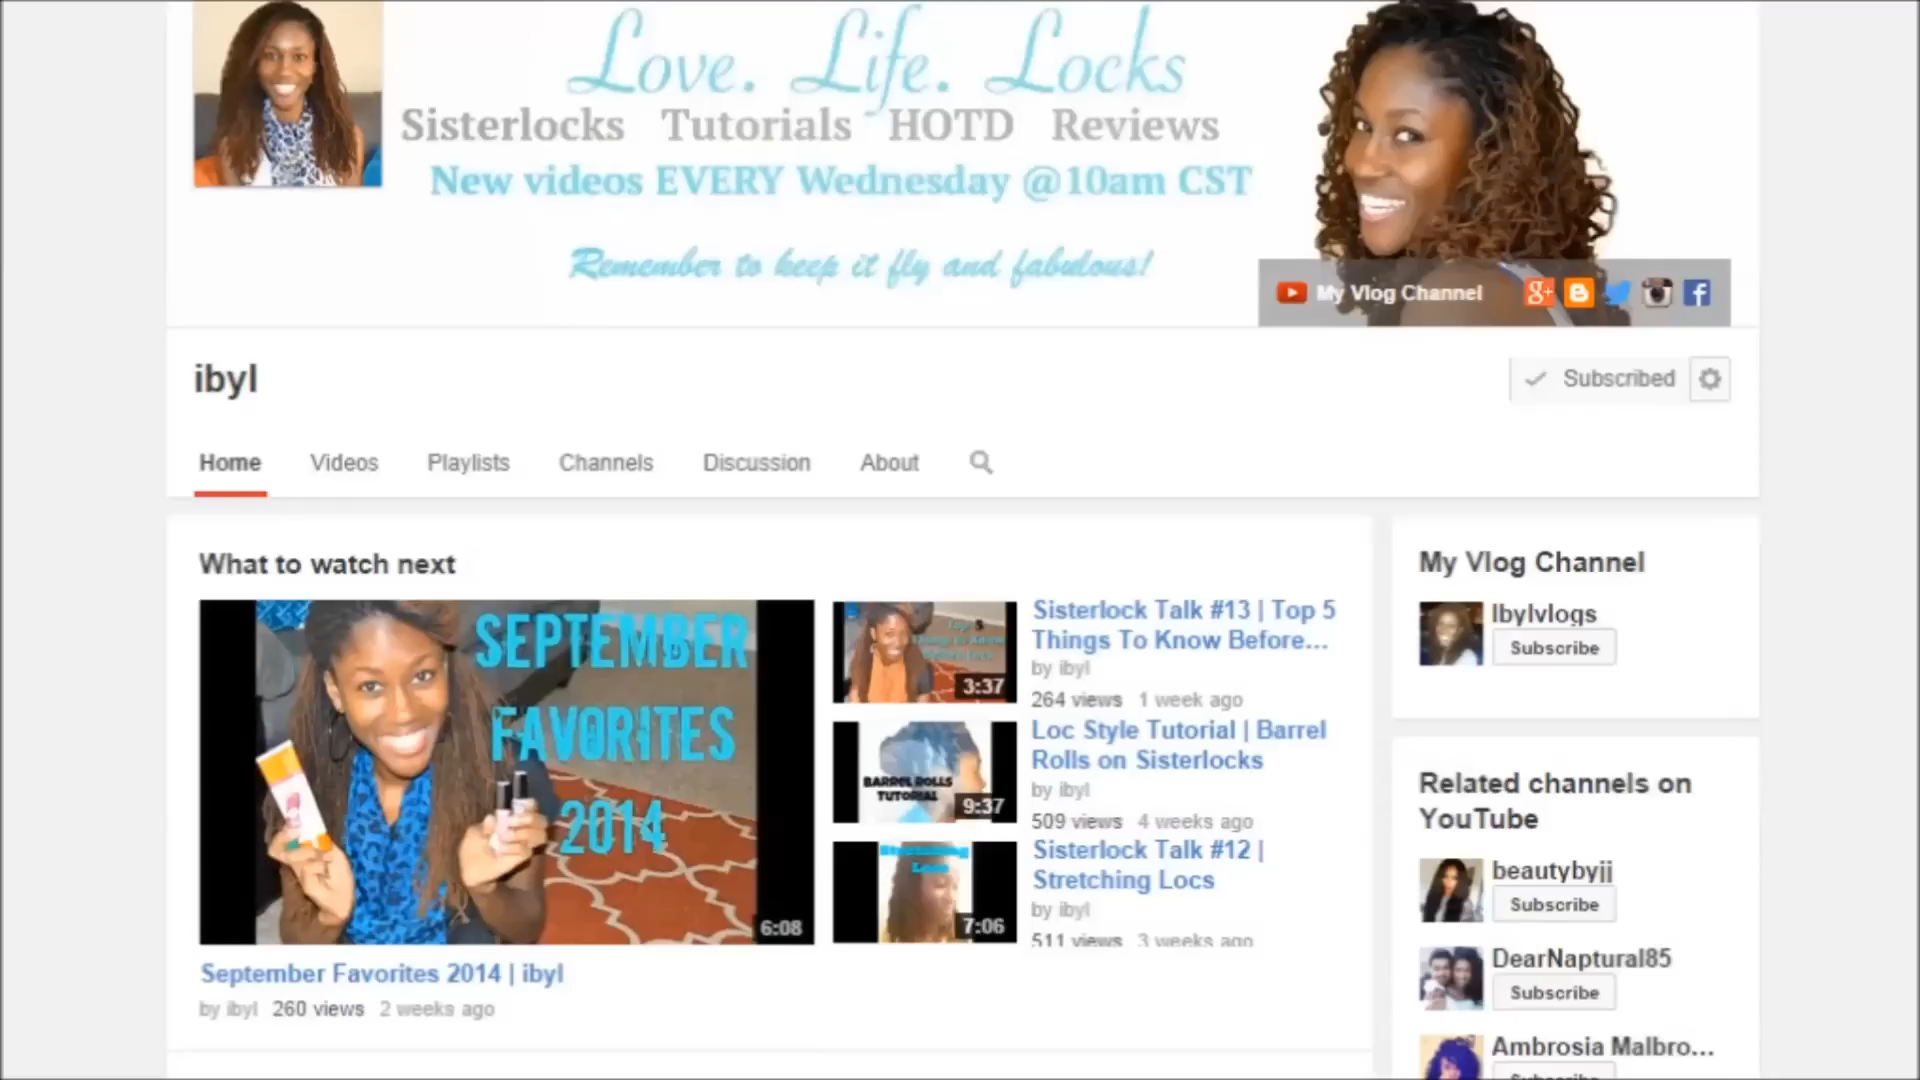 Love. Life. Locks
Sisterlocks Tutorials HOTD Reviews
New videos EVERY Wednesday @10am CST
Remember to keep it fly and fabulous!
My Vlog Channel
ibyl
Subscribed
Home Videos Playlists Channels Discussion About
What to watch next
SEPTEMBER
FAVORITES
2014
6:08
September Favorites 2014 | ibyl
by ibyl 260 views 2 weeks ago
3:37
Sisterlock Talk #13 | Top 5
Things To Know Before...
by ibyl
264 views 1 week ago
BARREL ROLLS
TUTORIAL
9:37
Loc Style Tutorial | Barrel
Rolls on Sisterlocks
by ibyl
509 views 4 weeks ago
Stretching
Locs
7:06
Sisterlock Talk #12 |
Stretching Locs
by ibyl
511 views 3 weeks ago
My Vlog Channel
Ibylvlogs
Subscribe
Related channels on
YouTube
beautybyjj
Subscribe
DearNaptural85
Subscribe
Ambrosia Malbro...
Subscribe